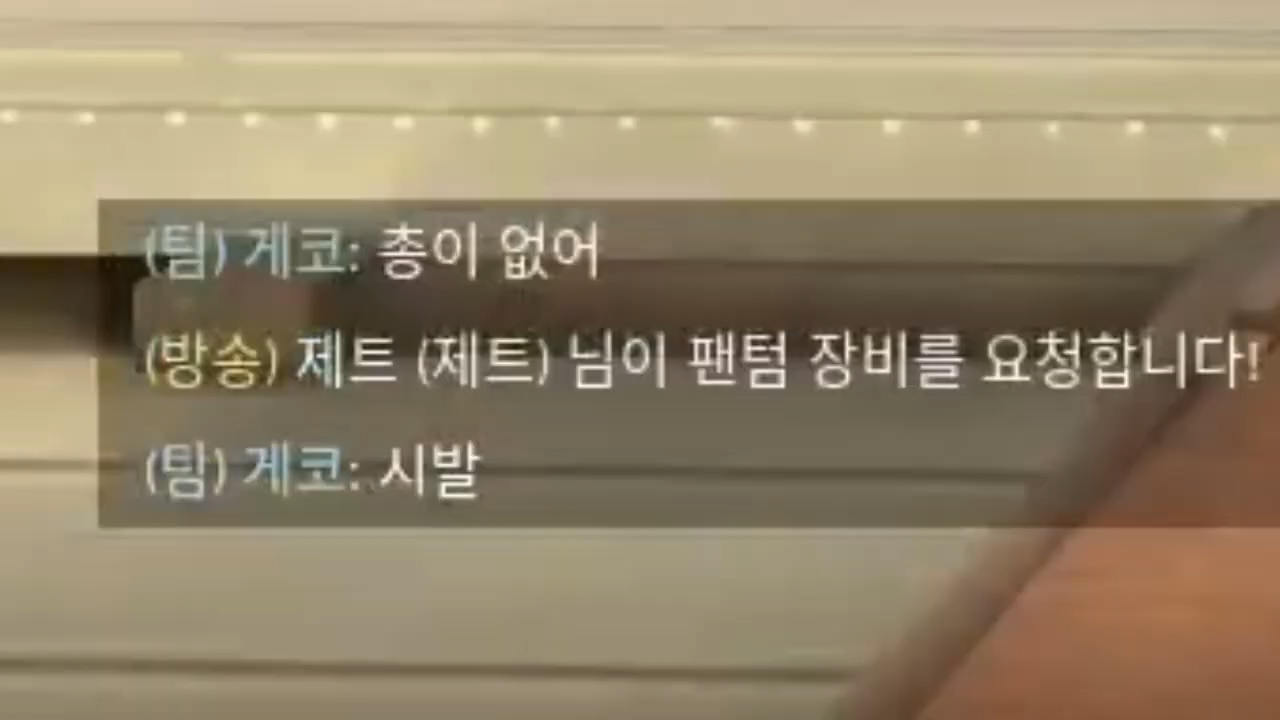 (팀) 게코: 총이 없어
(방송) 제트 (제트) 님이 팬텀 장비를 요청합니다!
(팀) 게코: 시발